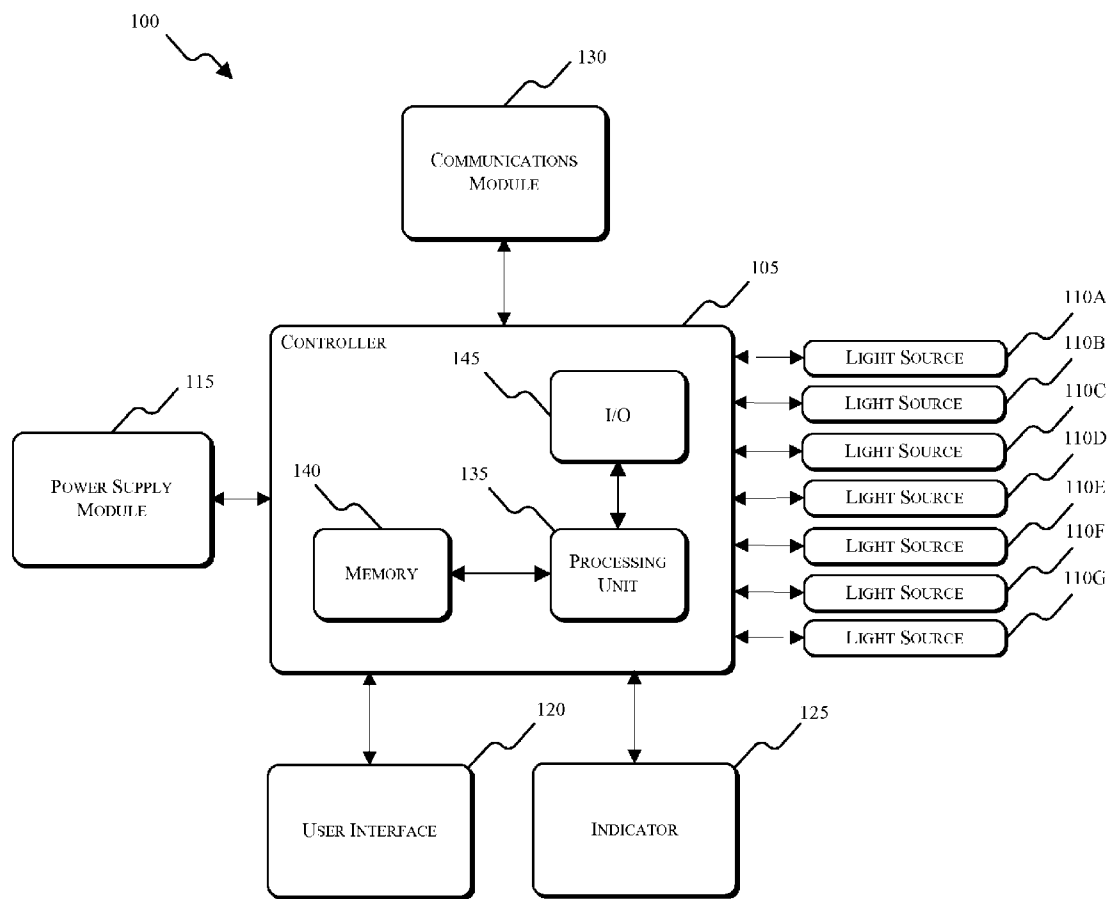 100
130
COMMUNICATIONS
MODULE
105
CONTROLLER
110A
LIGHT SOURCE
110B
LIGHT SOURCE
110C
LIGHT SOURCE
110D
LIGHT SOURCE
110E
LIGHT SOURCE
110F
LIGHT SOURCE
110G
LIGHT SOURCE
145
I/O
115
POWER SUPPLY
MODULE
140
MEMORY
135
PROCESSING
UNIT
120
USER INTERFACE
125
INDICATOR